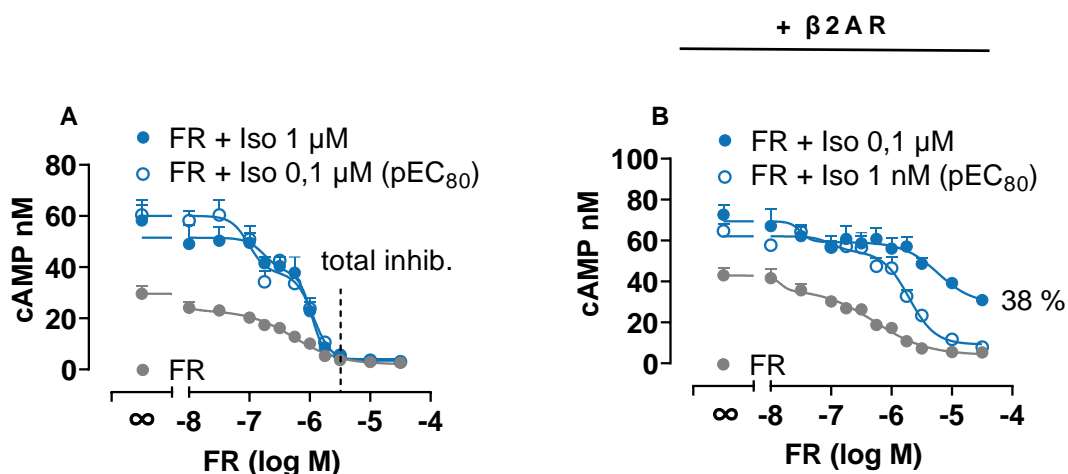 + β2AR
A
FR + Iso 1 µM
FR + Iso 0,1 µM (pEC80)
80
60
40
20
0
cAMP nM
total inhib.
FR
∞ -8 -7 -6 -5 -4
FR (log M)
B
FR + Iso 0,1 µM
FR + Iso 1 nM (pEC80)
100
80
60
40
20
0
cAMP nM
38 %
FR
∞ -8 -7 -6 -5 -4
FR (log M)